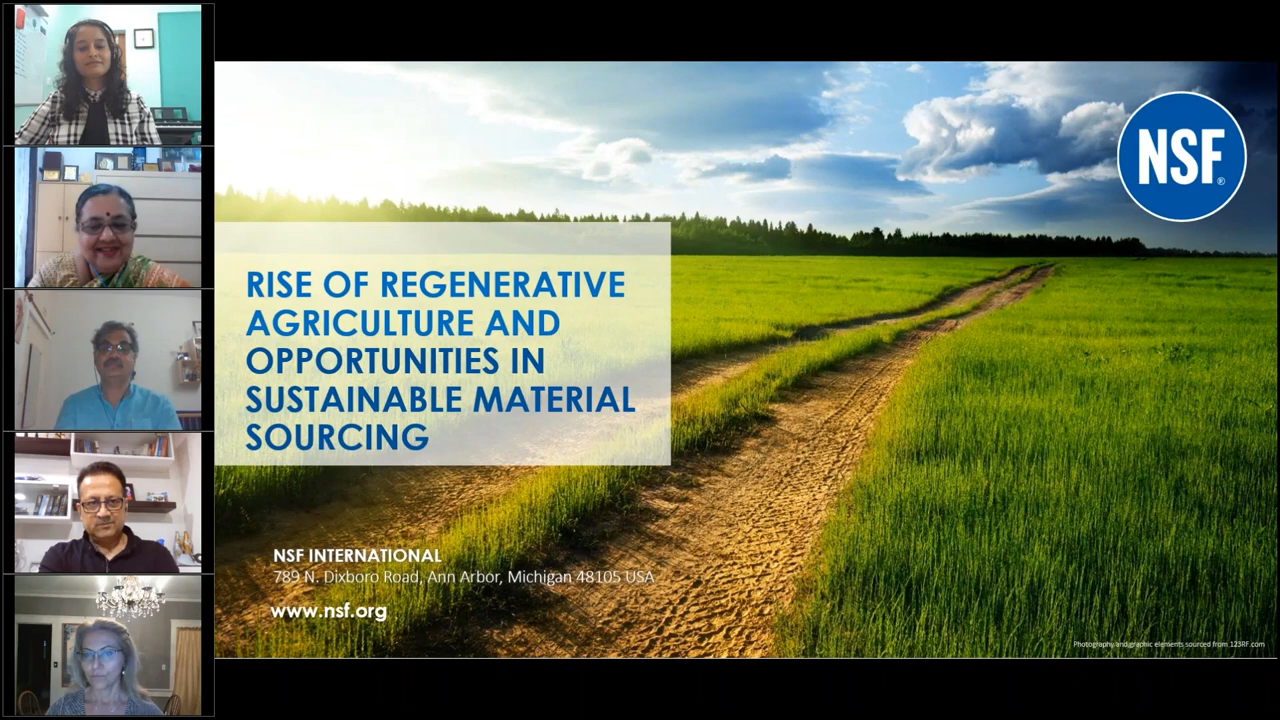 NSF®
RISE OF REGENERATIVE
AGRICULTURE AND
OPPORTUNITIES IN
SUSTAINABLE MATERIAL
SOURCING
NSF INTERNATIONAL
789 N. Dixboro Road, Ann Arbor, Michigan 48105 USA
www.nsf.org
Photography and graphic elements sourced from 123RF.com